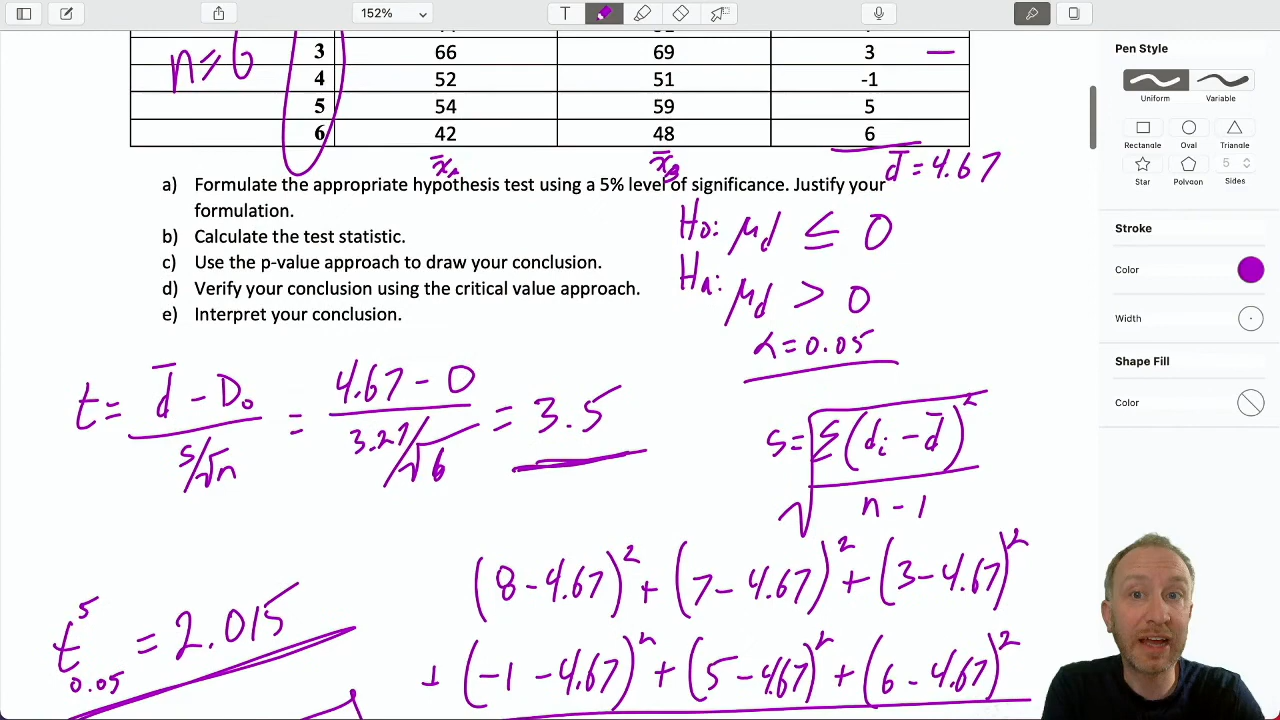 152%
T
Pen Style
Uniform
Variable
Rectangle
Oval
Triangle
Star
Polygon
5
Sides
Stroke
Color
Width
Shape Fill
Color
n ≥ 6
3 66 69 3 —
4 52 51 -1
5 54 59 5
6 42 48 6
x̄A x̄B d̄ = 4.67
a) Formulate the appropriate hypothesis test using a 5% level of significance. Justify your
formulation.
b) Calculate the test statistic.
c) Use the p-value approach to draw your conclusion.
d) Verify your conclusion using the critical value approach.
e) Interpret your conclusion.
H0: μd ≤ 0
HA: μd > 0
α = 0.05
t = (d̄ - D0) / (s/√n) = (4.67 - 0) / (3.27/√6) = 3.5
s = √(Σ(di - d̄)² / (n - 1))
(8 - 4.67)² + (7 - 4.67)² + (3 - 4.67)²
+ (-1 - 4.67)² + (5 - 4.67)² + (6 - 4.67)²
t⁵0.05 = 2.015